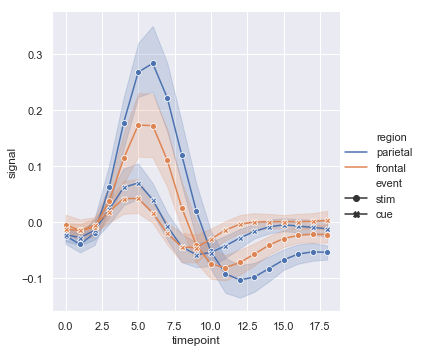 0.3
0.2
0.1
0.0
−0.1
signal
0.0 2.5 5.0 7.5 10.0 12.5 15.0 17.5
timepoint
region
parietal
frontal
event
stim
cue